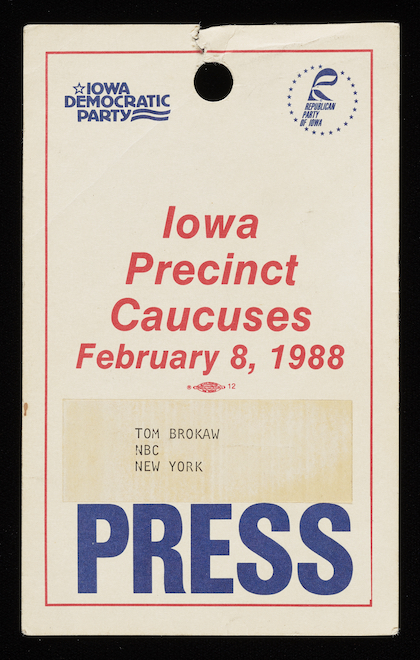 IOWA
DEMOCRATIC
PARTY
REPUBLICAN
PARTY
OF IOWA
Iowa
Precinct
Caucuses
February 8, 1988
12
TOM BROKAW
NBC
NEW YORK
PRESS